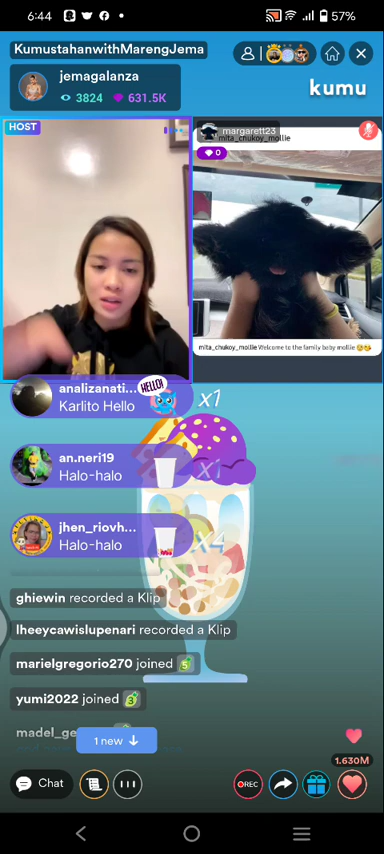 6:44
57%
KumustahanwithMarengJema
jemagalanza
3824 631.5K
kumu
HOST
margarett23
mita_chukoy_mollie
0
mita_chukoy_mollie Welcome to the family baby mollie
analizanati...
Karlito Hello
HELLO!
x1
an.neri19
Halo-halo
x1
jhen_riovh...
Halo-halo
x4
ghiewin recorded a Klip
lheeycawislupenari recorded a Klip
marielgregorio270 joined 5
yumi2022 joined 3
madel_ge
1 new
1.630M
Chat
REC